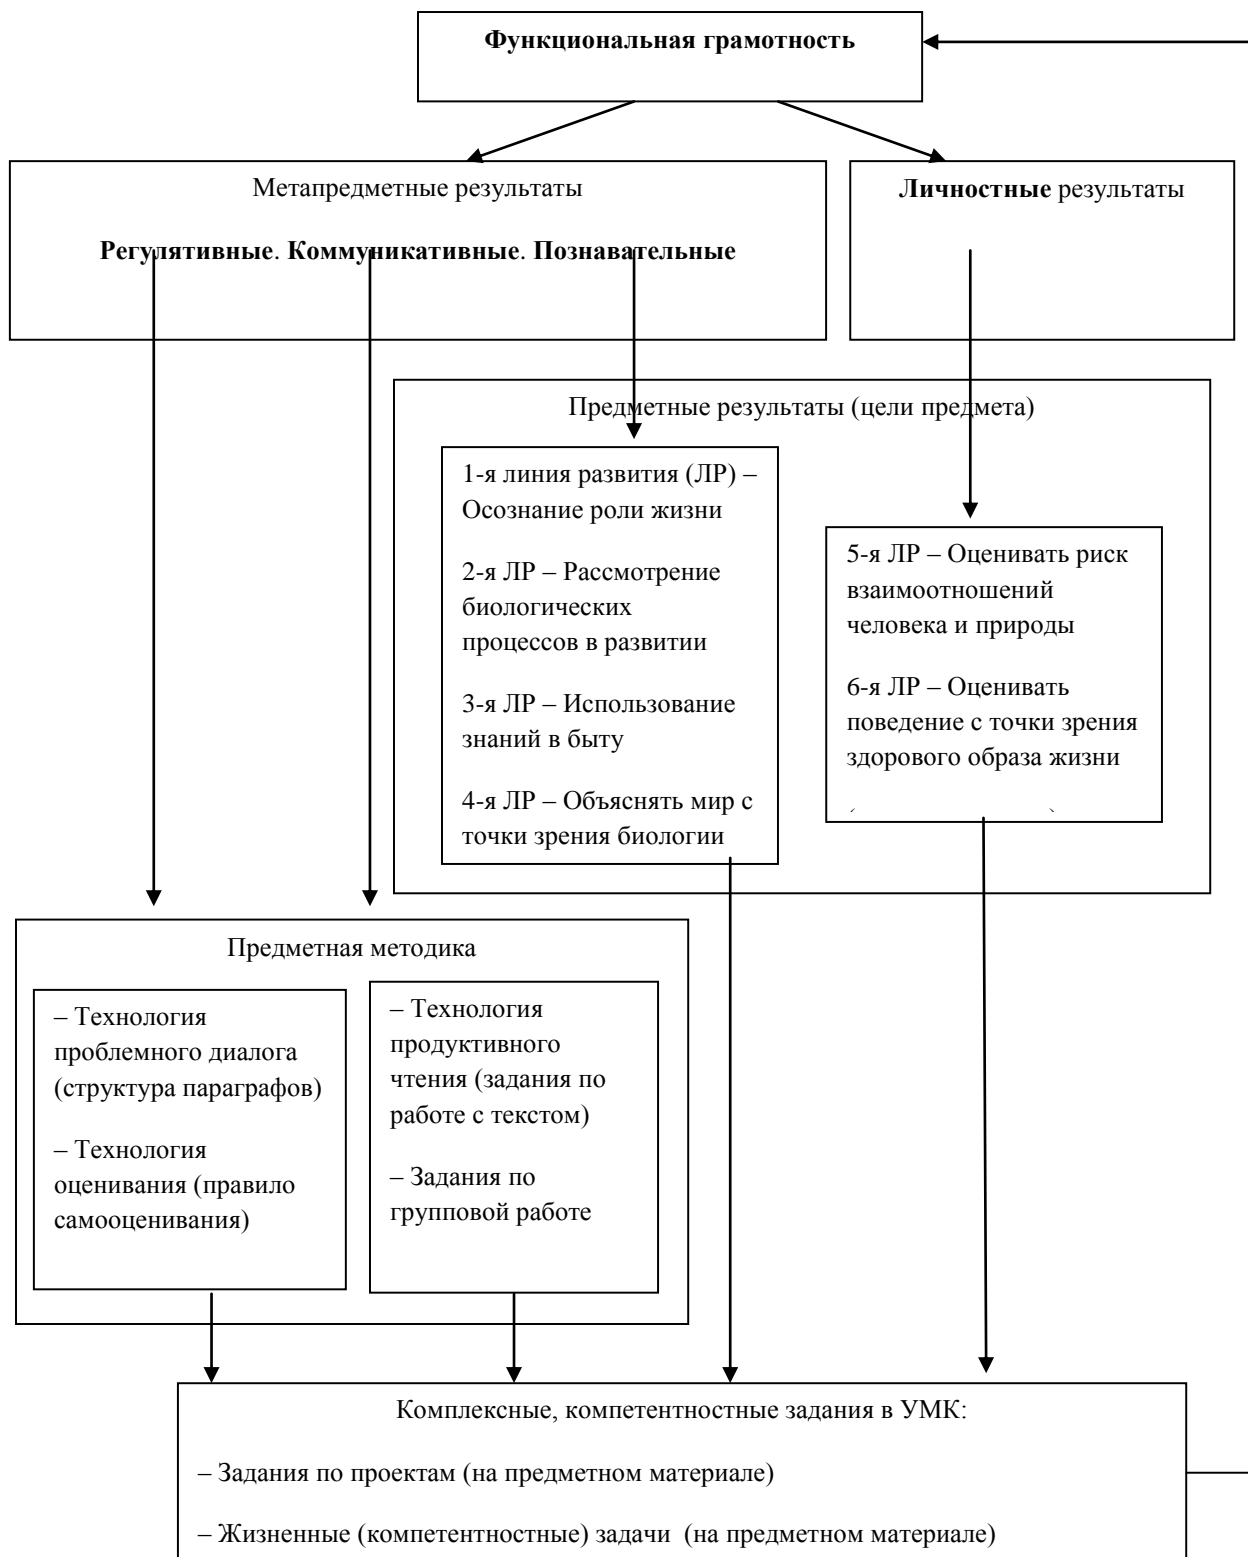 Функциональная грамотность
Метапредметные результаты
Регулятивные. Коммуникативные. Познавательные
Личностные результаты
Предметные результаты (цели предмета)
1-я линия развития (ЛР) –
Осознание роли жизни
2-я ЛР – Рассмотрение
биологических
процессов в развитии
3-я ЛР – Использование
знаний в быту
4-я ЛР – Объяснять мир с
точки зрения биологии
5-я ЛР – Оценивать риск
взаимоотношений
человека и природы
6-я ЛР – Оценивать
поведение с точки зрения
здорового образа жизни
Предметная методика
– Технология
проблемного диалога
(структура параграфов)
– Технология
оценивания (правило
самооценивания)
– Технология
продуктивного
чтения (задания по
работе с текстом)
– Задания по
групповой работе
Комплексные, компетентностные задания в УМК:
– Задания по проектам (на предметном материале)
– Жизненные (компетентностные) задачи (на предметном материале)